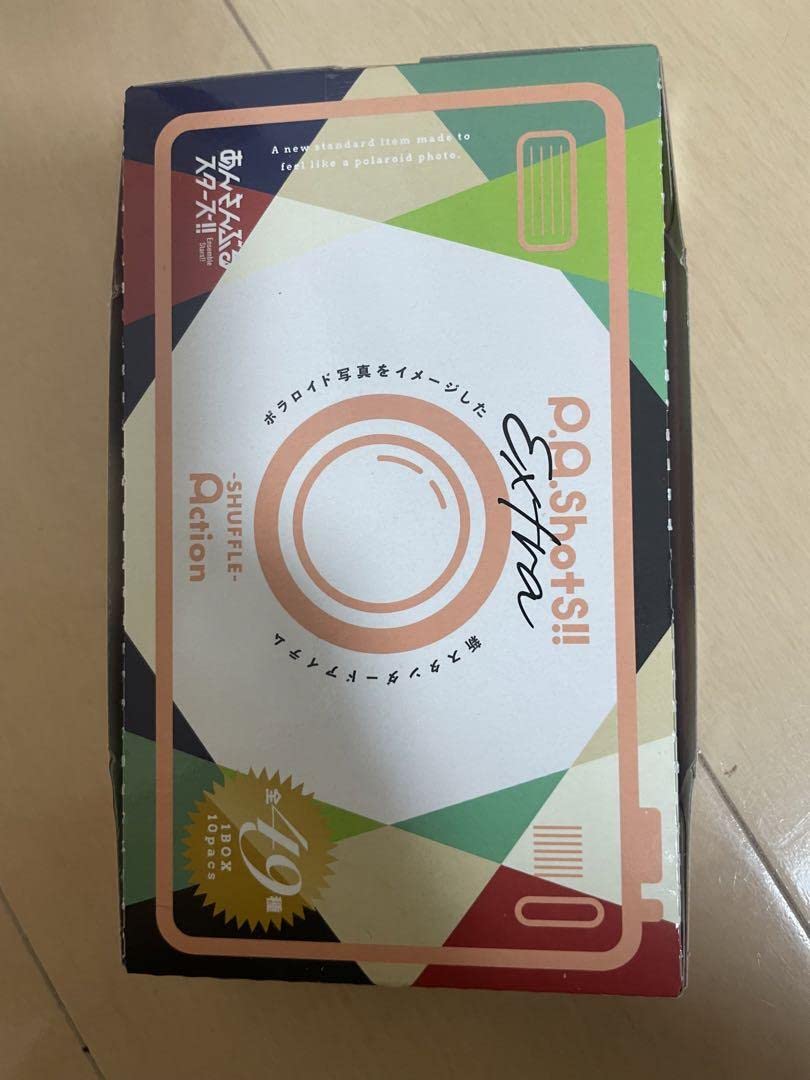 A new standard item made to
feel like a polaroid photo.
あんさんぶる
スターズ!!
Ensemble
Stars!!
P.A.Shots!!
Extra
ポラロイド写真をイメージした
新スタンダードアイテム
-SHUFFLE-
Action
全49種
1BOX
10pacs